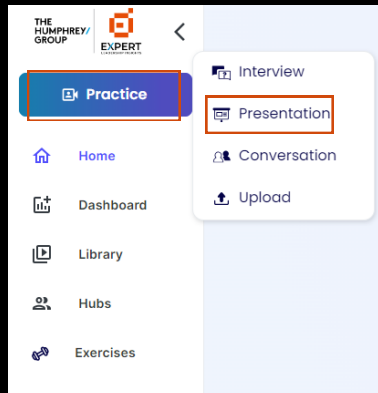 THE
HUMPHREY/
GROUP
EXPERT
Practice
Home
Dashboard
Library
Hubs
Exercises
Interview
Presentation
Conversation
Upload